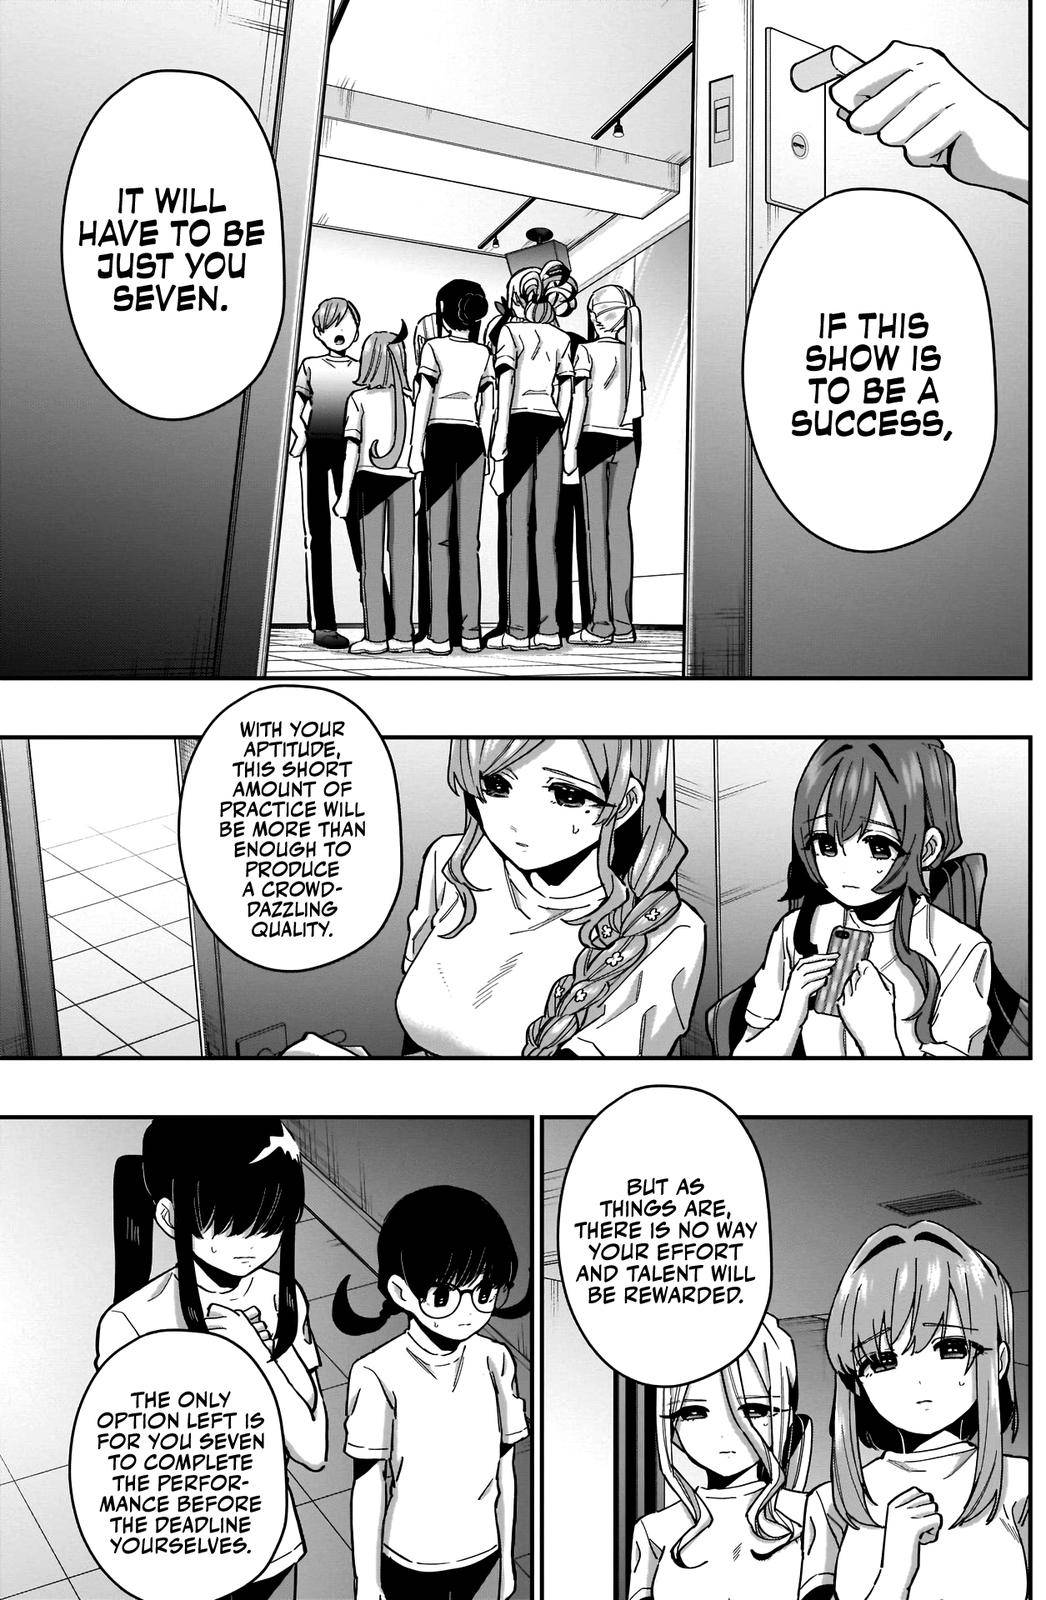 IF THIS
SHOW IS
TO BE A
SUCCESS,
IT WILL
HAVE TO BE
JUST YOU
SEVEN.
WITH YOUR
APTITUDE,
THIS SHORT
AMOUNT OF
PRACTICE WILL
BE MORE THAN
ENOUGH TO
PRODUCE
A CROWD-
DAZZLING
QUALITY.
BUT AS
THINGS ARE,
THERE IS NO WAY
YOUR EFFORT
AND TALENT WILL
BE REWARDED.
THE ONLY
OPTION LEFT IS
FOR YOU SEVEN
TO COMPLETE
THE PERFOR-
MANCE BEFORE
THE DEADLINE
YOURSELVES.